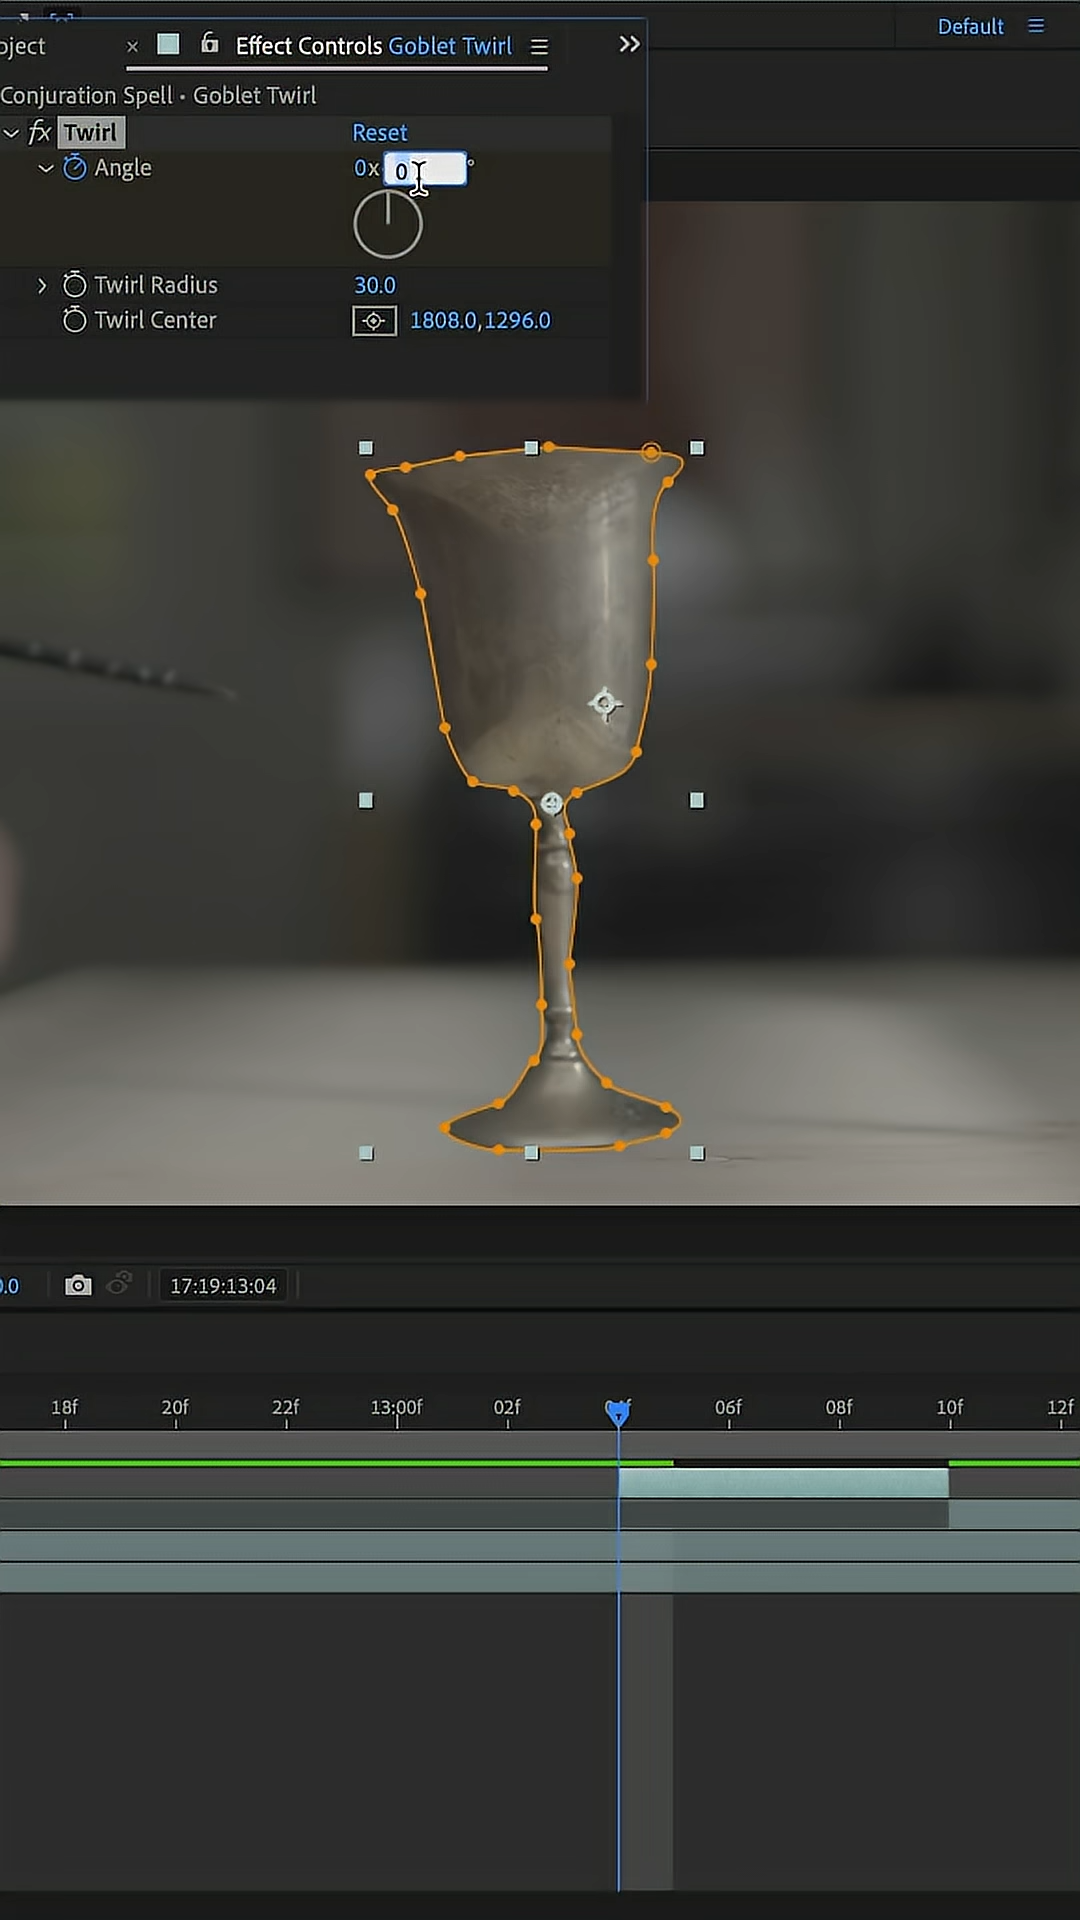 Default
oject
× Effect Controls Goblet Twirl
Conjuration Spell • Goblet Twirl
fx Twirl Reset
Angle 0x 0 °
Twirl Radius 30.0
Twirl Center 1808.0,1296.0
0.0 17:19:13:04
18f 20f 22f 13:00f 02f 06f 08f 10f 12f